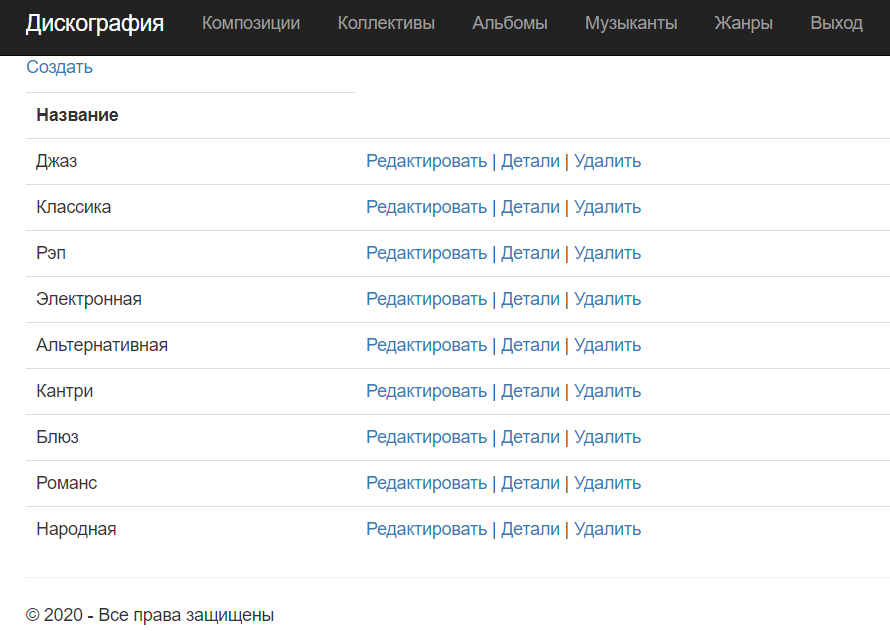 Дискография Композиции Коллективы Альбомы Музыканты Жанры Выход
Создать
Название
Джаз Редактировать | Детали | Удалить
Классика Редактировать | Детали | Удалить
Рэп Редактировать | Детали | Удалить
Электронная Редактировать | Детали | Удалить
Альтернативная Редактировать | Детали | Удалить
Кантри Редактировать | Детали | Удалить
Блюз Редактировать | Детали | Удалить
Романс Редактировать | Детали | Удалить
Народная Редактировать | Детали | Удалить
© 2020 - Все права защищены